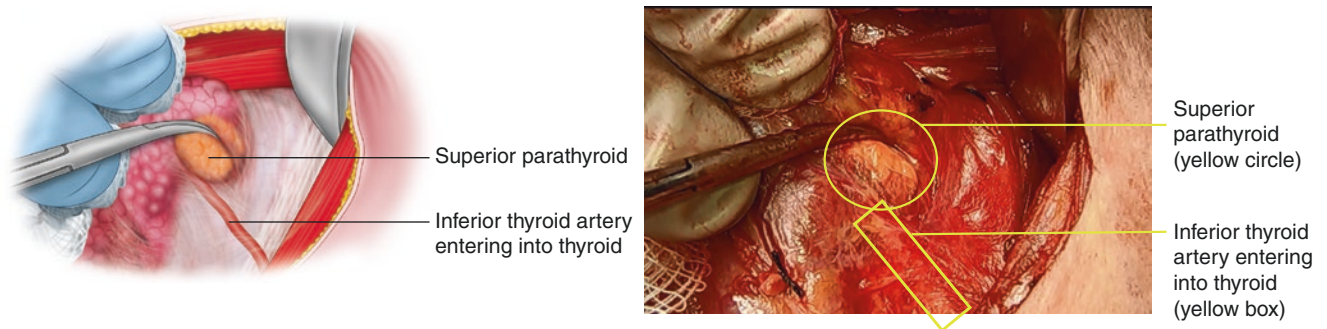 Superior parathyroid
Inferior thyroid artery
entering into thyroid
Superior
parathyroid
(yellow circle)
Inferior thyroid
artery entering
into thyroid
(yellow box)